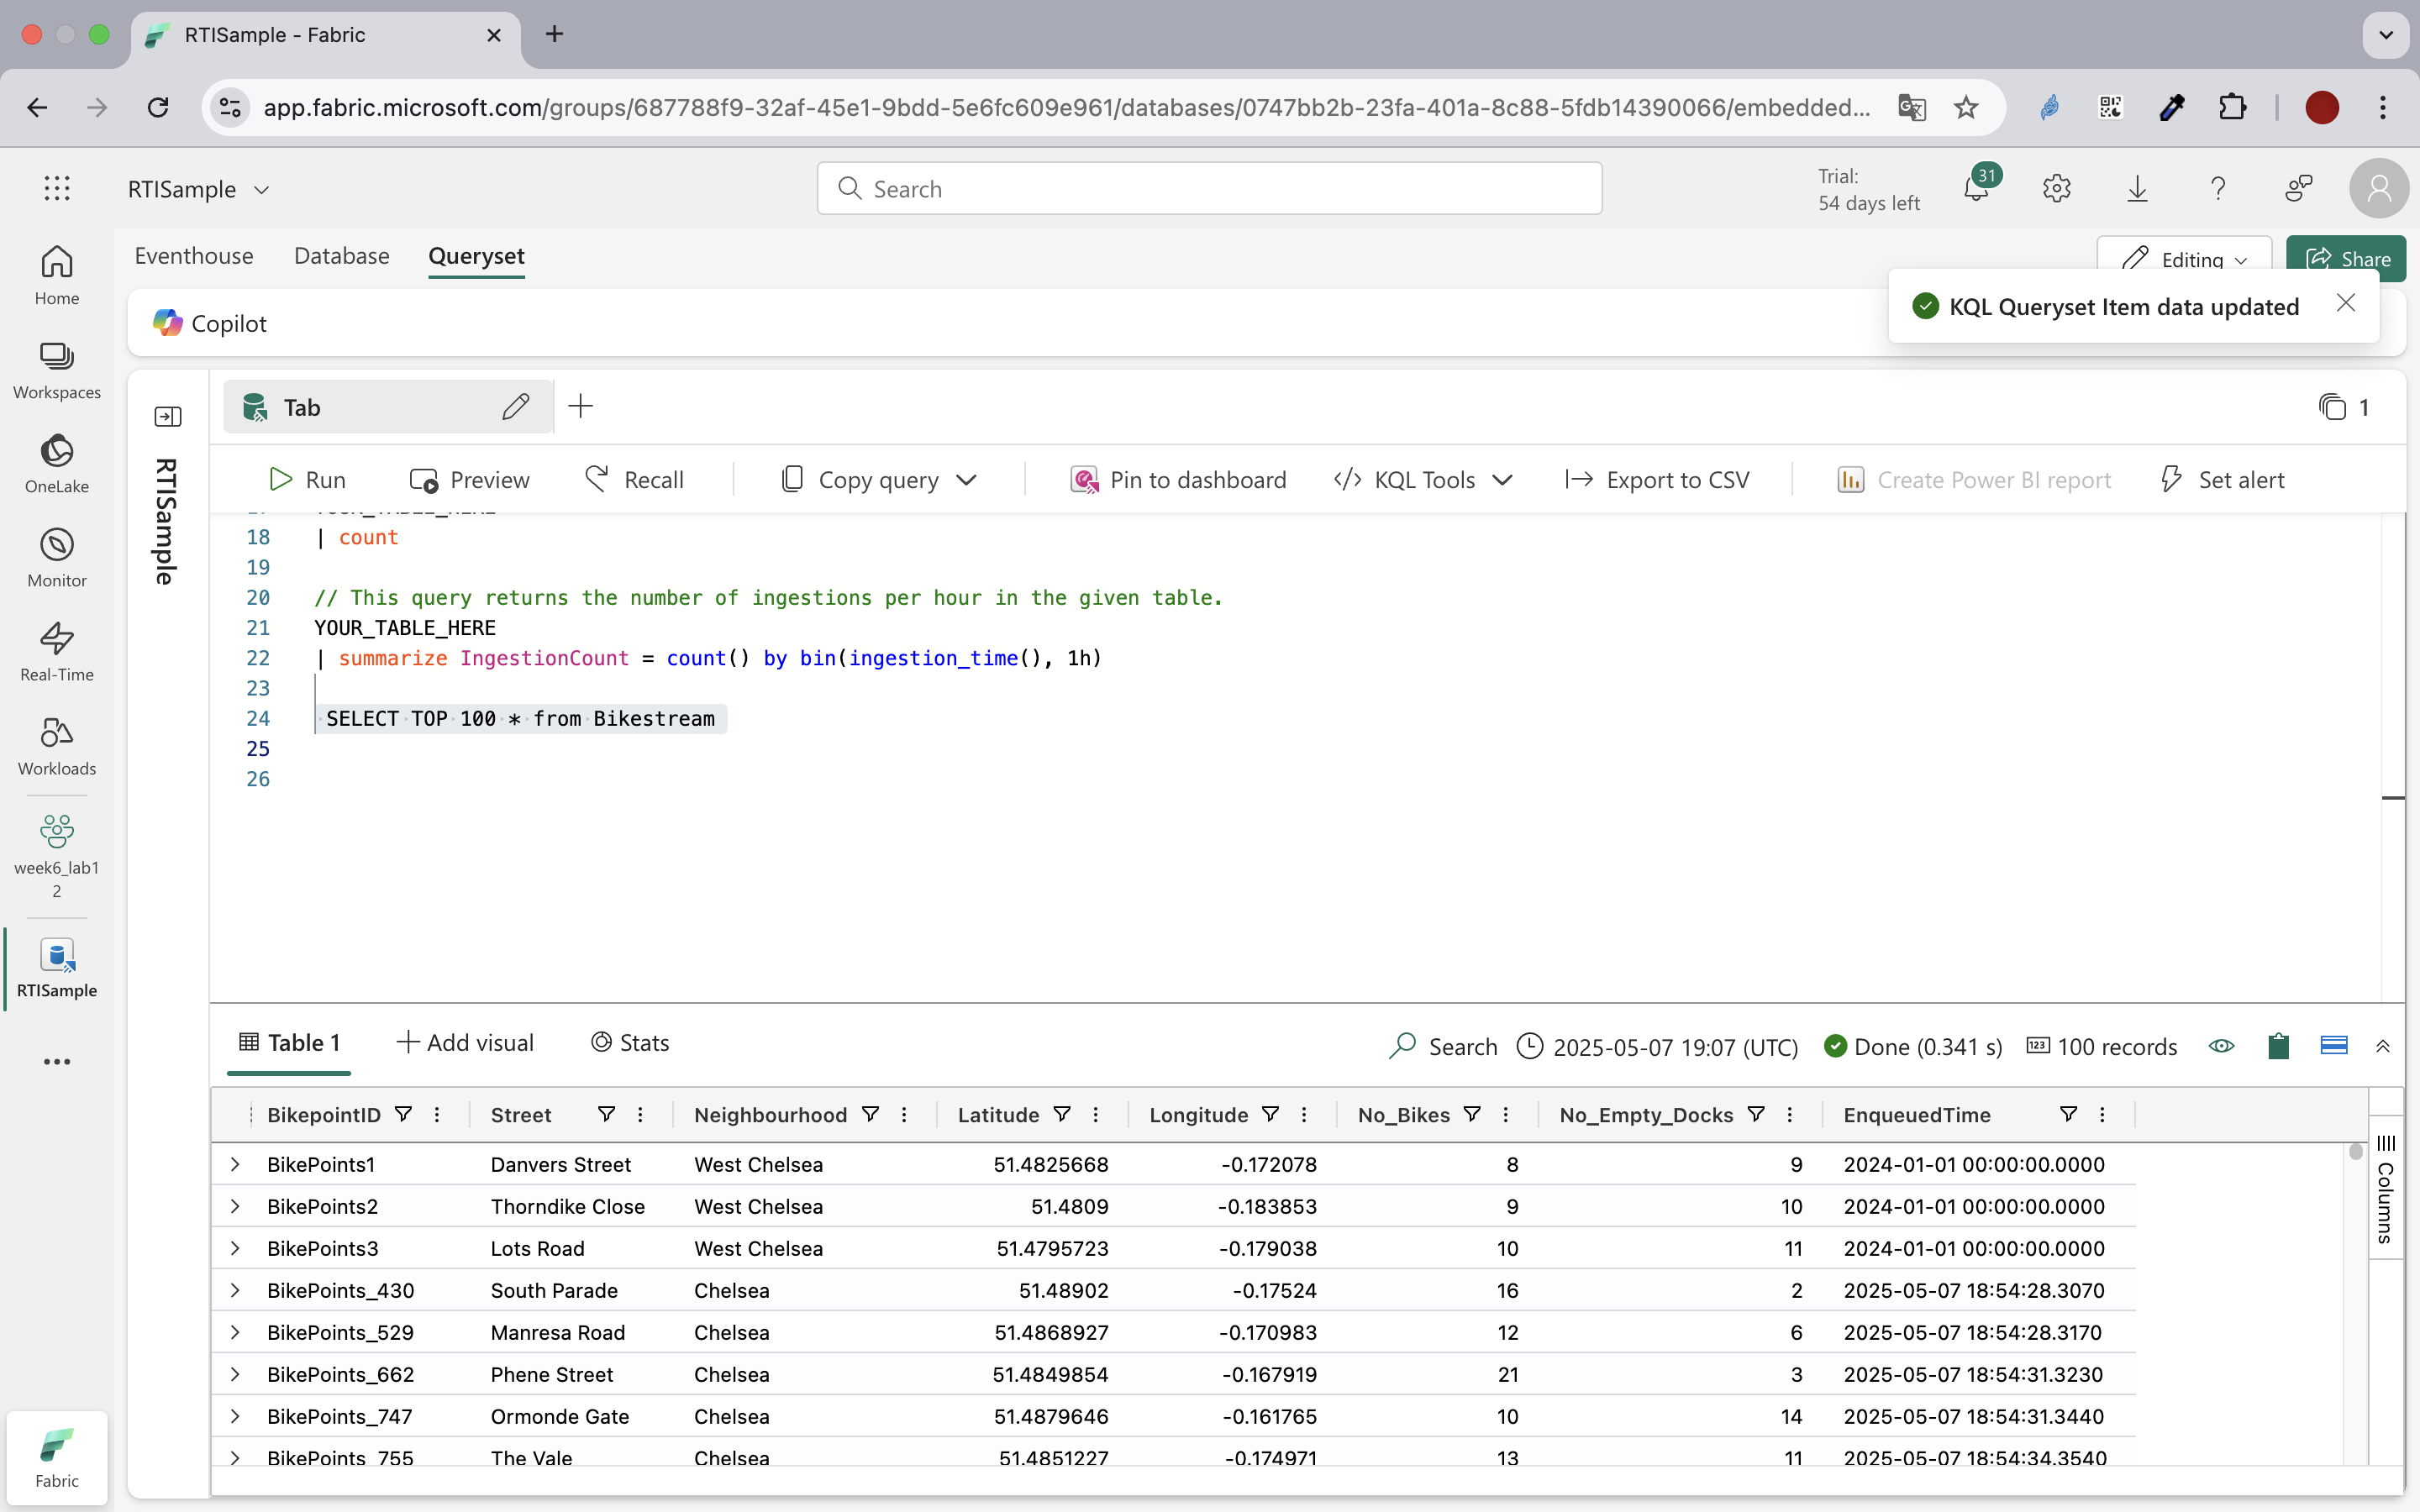 RTISample - Fabric
app.fabric.microsoft.com/groups/687788f9-32af-45e1-9bdd-5e6fc609e961/databases/0747bb2b-23fa-401a-8c88-5fdb14390066/embedded...
RTISample
Search
Trial:
54 days left
31
Home
Workspaces
OneLake
Monitor
Real-Time
Workloads
week6_lab1
2
RTISample
Fabric
Eventhouse Database Queryset
Editing
Share
Copilot
KQL Queryset Item data updated
RTISample
Tab
1
Run Preview Recall Copy query Pin to dashboard KQL Tools Export to CSV Create Power BI report Set alert
17 YOUR_TABLE_HERE
18 | count
19
20 // This query returns the number of ingestions per hour in the given table.
21 YOUR_TABLE_HERE
22 | summarize IngestionCount = count() by bin(ingestion_time(), 1h)
23
24 SELECT TOP 100 * from Bikestream
25
26
Table 1 Add visual Stats Search 2025-05-07 19:07 (UTC) Done (0.341 s) 123 100 records
BikepointID Street Neighbourhood Latitude Longitude No_Bikes No_Empty_Docks EnqueuedTime
BikePoints1 Danvers Street West Chelsea 51.4825668 -0.172078 8 9 2024-01-01 00:00:00.0000
BikePoints2 Thorndike Close West Chelsea 51.4809 -0.183853 9 10 2024-01-01 00:00:00.0000
BikePoints3 Lots Road West Chelsea 51.4795723 -0.179038 10 11 2024-01-01 00:00:00.0000
BikePoints_430 South Parade Chelsea 51.48902 -0.17524 16 2 2025-05-07 18:54:28.3070
BikePoints_529 Manresa Road Chelsea 51.4868927 -0.170983 12 6 2025-05-07 18:54:28.3170
BikePoints_662 Phene Street Chelsea 51.4849854 -0.167919 21 3 2025-05-07 18:54:31.3230
BikePoints_747 Ormonde Gate Chelsea 51.4879646 -0.161765 10 14 2025-05-07 18:54:31.3440
BikePoints_755 The Vale Chelsea 51.4851227 -0.174971 13 11 2025-05-07 18:54:34.3540
Columns